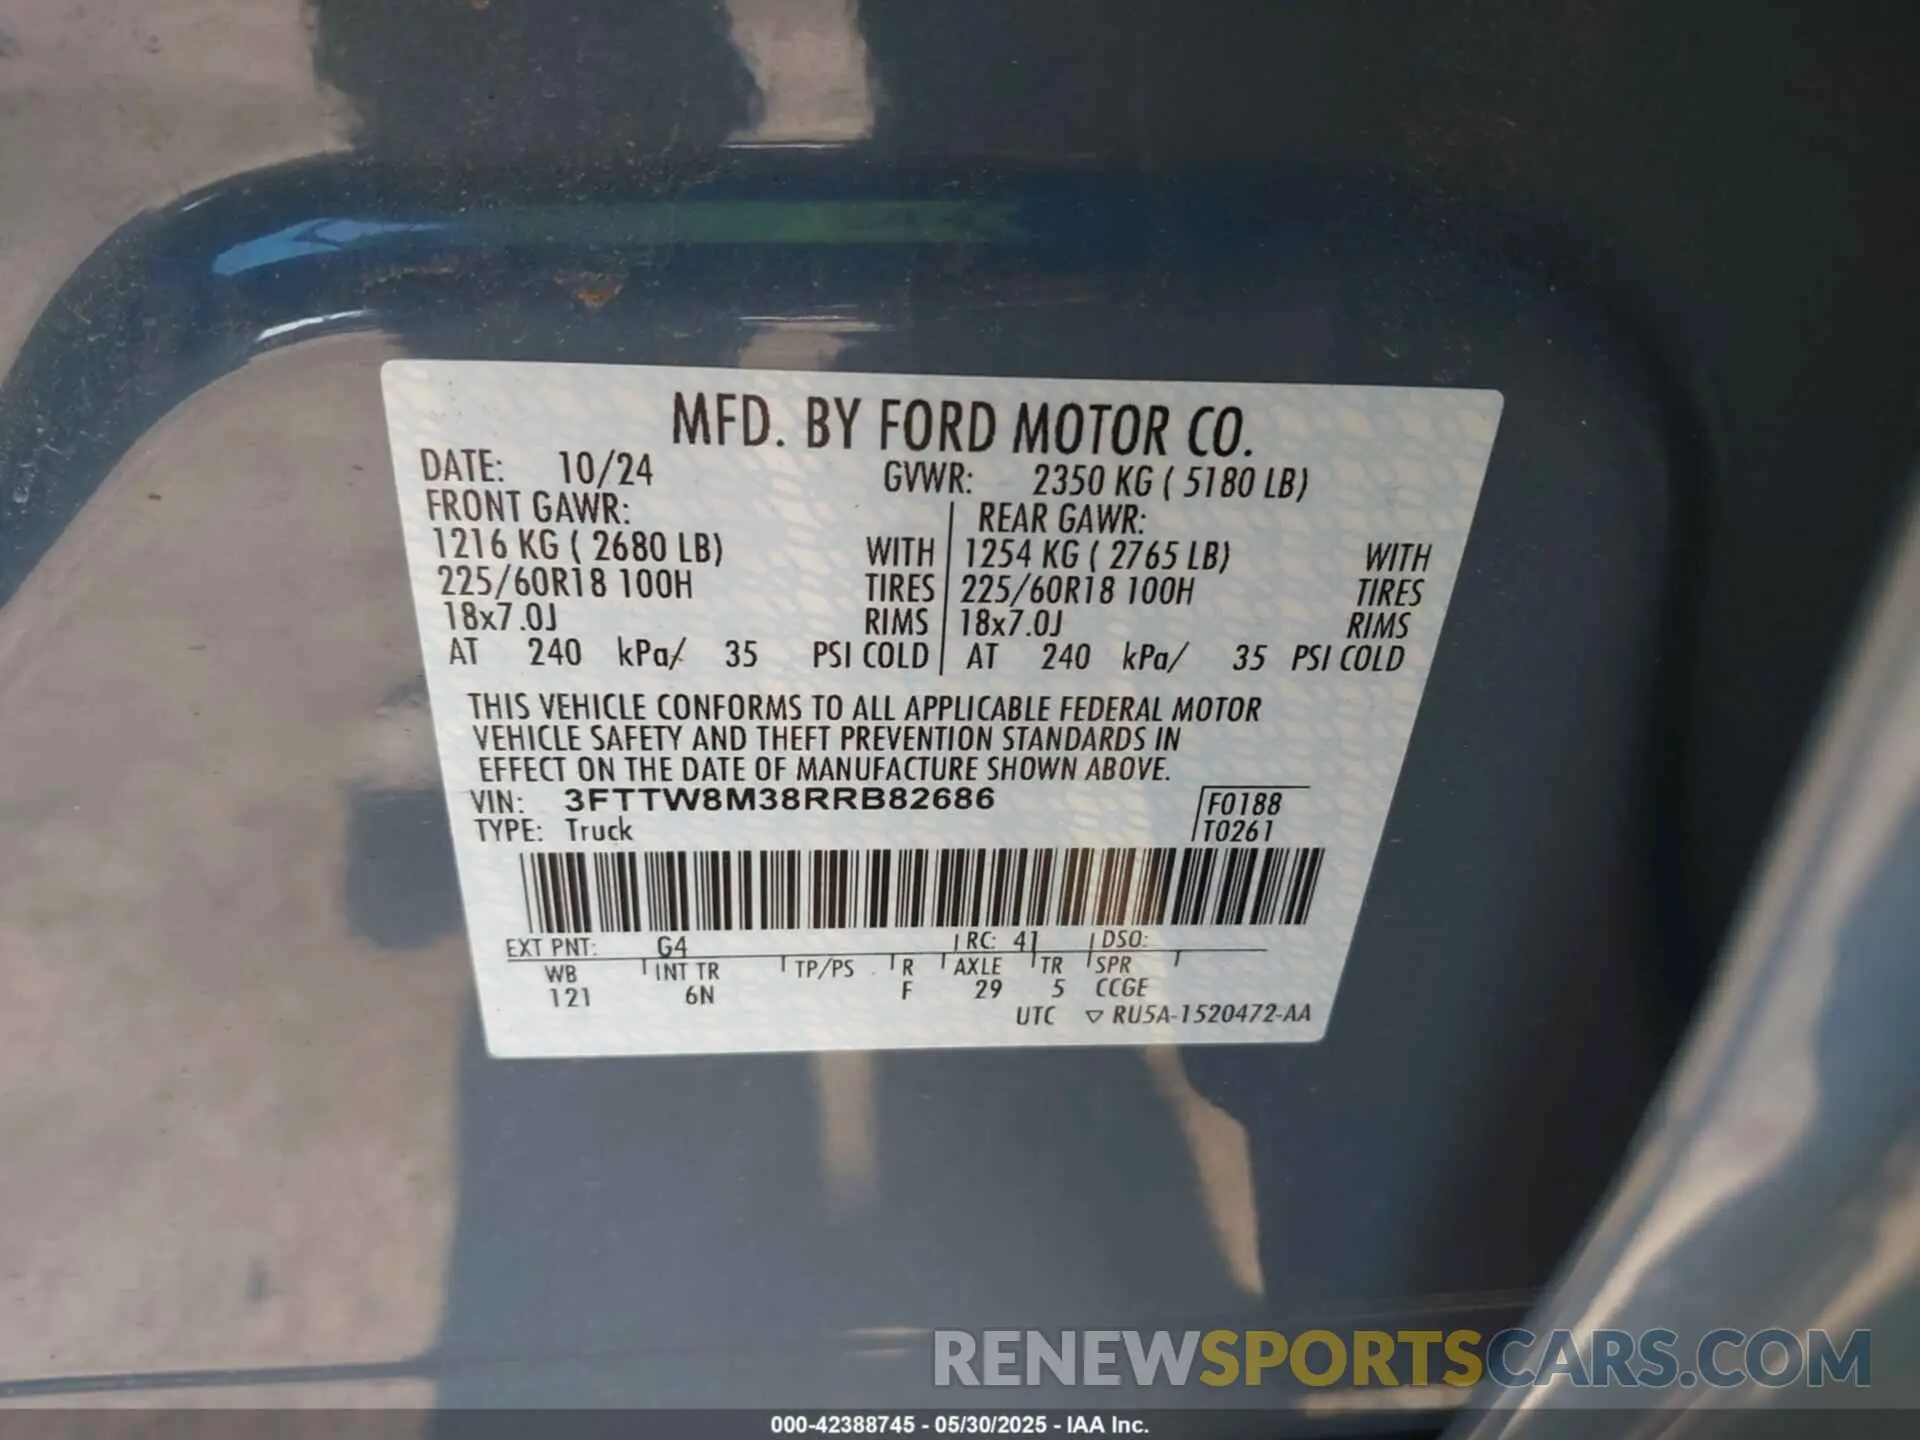 MFD. BY FORD MOTOR CO.
DATE: 10/24 GVWR: 2350 KG ( 5180 LB)
FRONT GAWR: REAR GAWR:
1216 KG ( 2680 LB) WITH 1254 KG ( 2765 LB) WITH
225/60R18 100H TIRES 225/60R18 100H TIRES
18x7.0J RIMS 18x7.0J RIMS
AT 240 kPa/ 35 PSI COLD AT 240 kPa/ 35 PSI COLD
THIS VEHICLE CONFORMS TO ALL APPLICABLE FEDERAL MOTOR
VEHICLE SAFETY AND THEFT PREVENTION STANDARDS IN
EFFECT ON THE DATE OF MANUFACTURE SHOWN ABOVE.
VIN: 3FTTW8M38RRB82686 F0188
TYPE: Truck T0261
EXT PNT: G4 RC: 41 DSO:
WB INT TR TP/PS R AXLE TR SPR
121 6N F 29 5 CCGE
UTC ▽ RU5A-1520472-AA
RENEWSPORTSCARS.COM
000-42388745 - 05/30/2025 - IAA Inc.